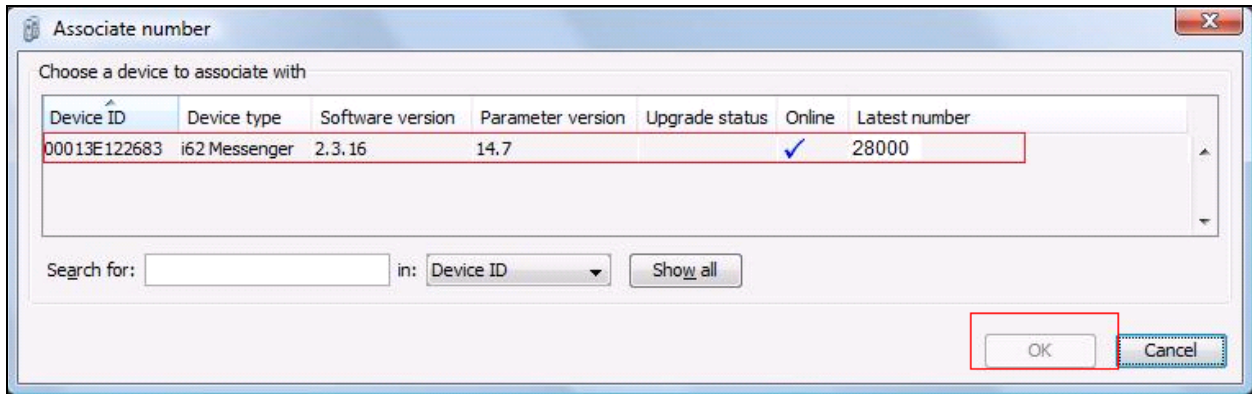 Associate number
Choose a device to associate with
Device ID Device type Software version Parameter version Upgrade status Online Latest number
00013E122683 i62 Messenger 2.3.16 14.7 28000
Search for: in: Device ID Show all
OK Cancel